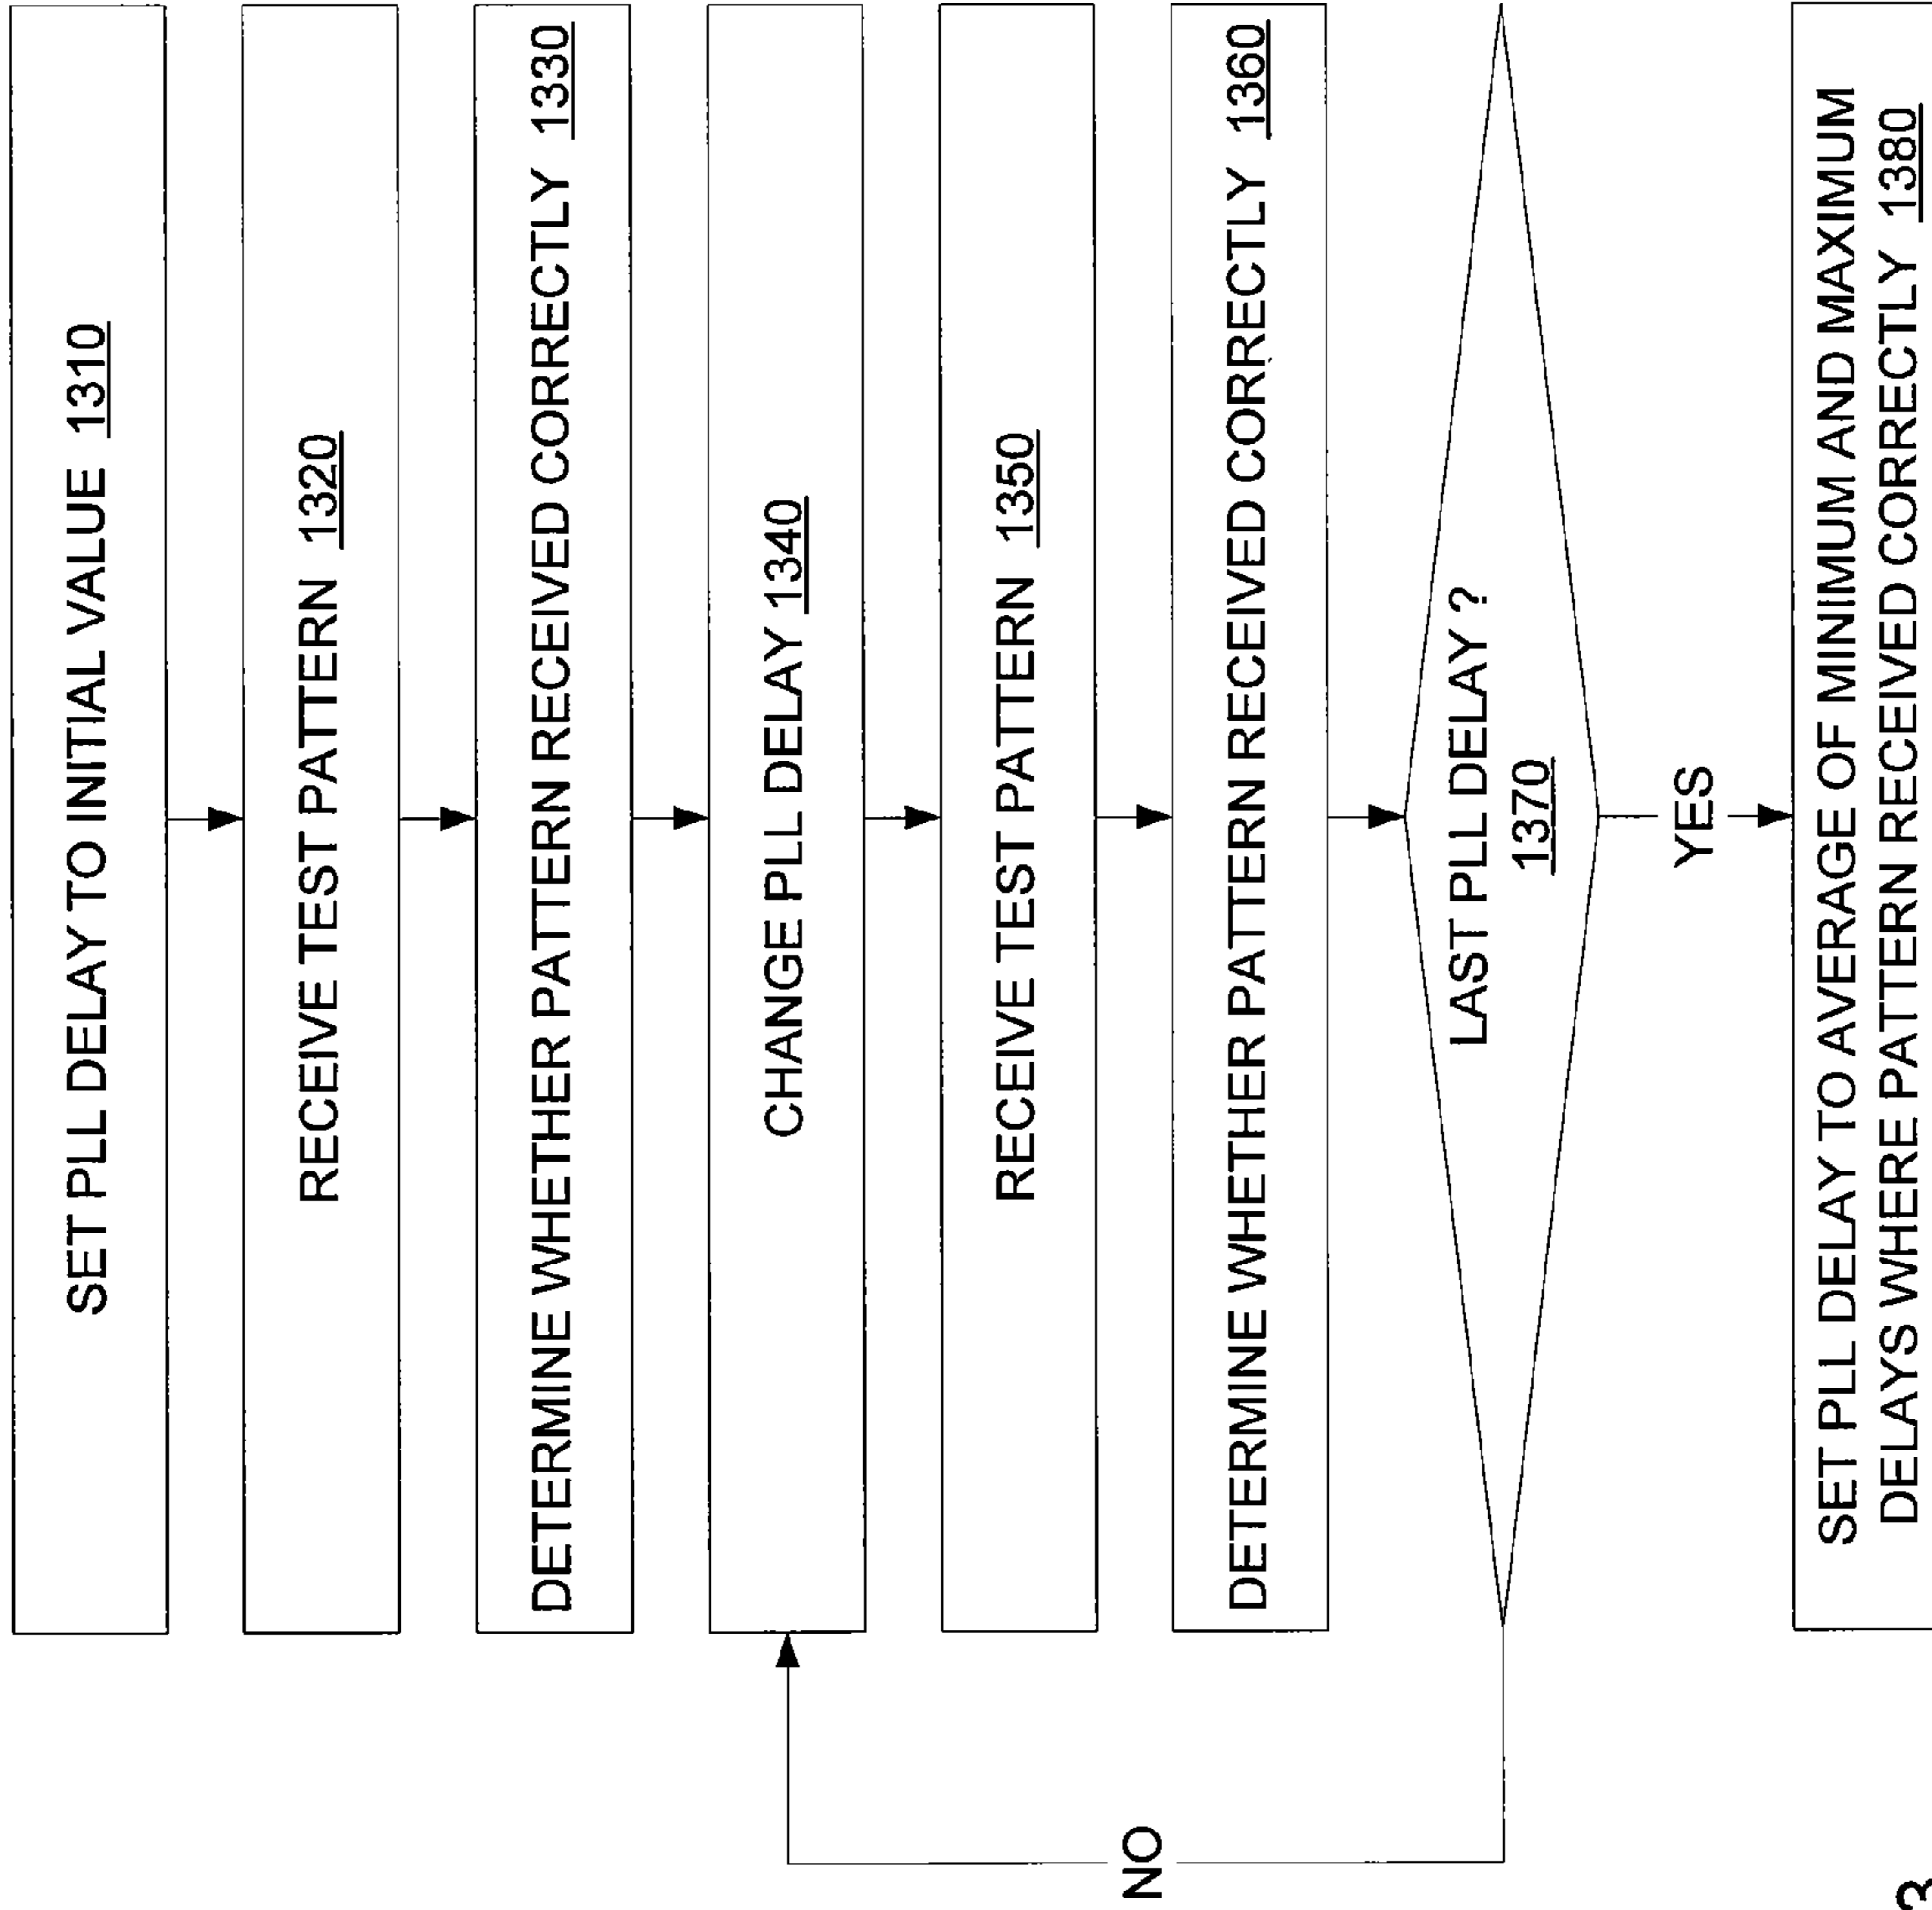 SET PLL DELAY TO INITIAL VALUE 1310
RECEIVE TEST PATTERN 1320
DETERMINE WHETHER PATTERN RECEIVED CORRECTLY 1330
CHANGE PLL DELAY 1340
RECEIVE TEST PATTERN 1350
DETERMINE WHETHER PATTERN RECEIVED CORRECTLY 1360
LAST PLL DELAY ?
1370
NO
YES
SET PLL DELAY TO AVERAGE OF MINIMUM AND MAXIMUM
DELAYS WHERE PATTERN RECEIVED CORRECTLY 1380